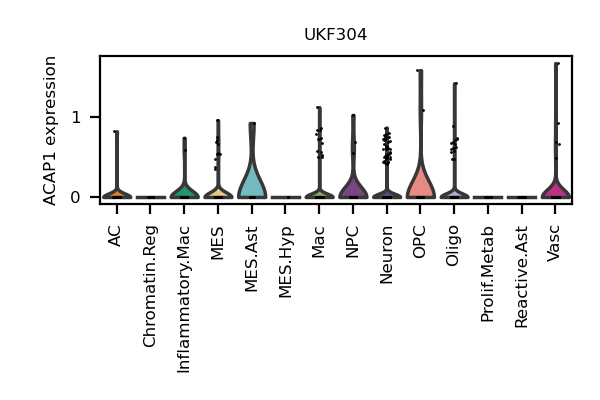 UKF304
ACAP1 expression
1
0
AC
Chromatin.Reg
Inflammatory.Mac
MES
MES.Ast
MES.Hyp
Mac
NPC
Neuron
OPC
Oligo
Prolif.Metab
Reactive.Ast
Vasc